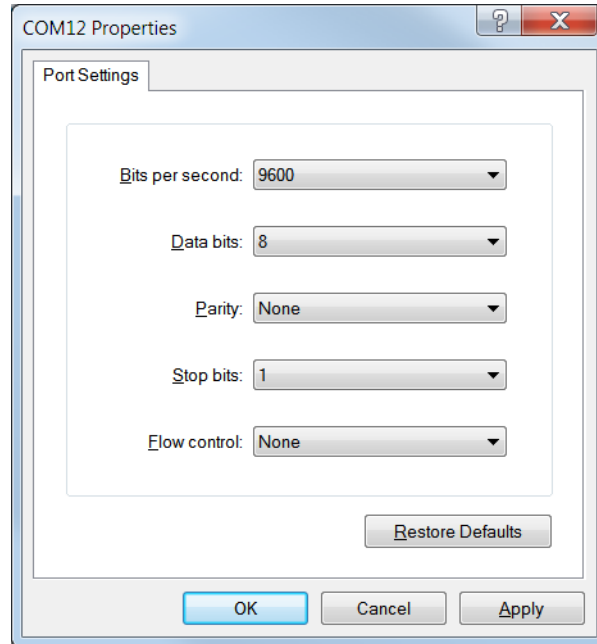 COM12 Properties
Port Settings
Bits per second: 9600
Data bits: 8
Parity: None
Stop bits: 1
Flow control: None
Restore Defaults
OK Cancel Apply